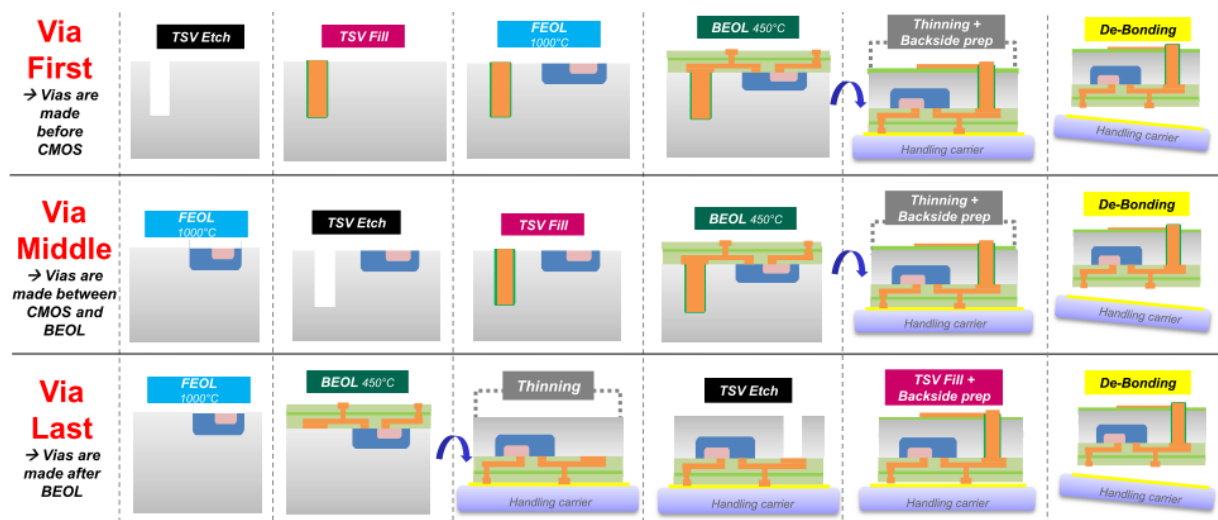 Via
First
→ Vias are
made
before
CMOS
TSV Etch
TSV Fill
FEOL
1000°C
BEOL 450°C
Thinning +
Backside prep
Handling carrier
De-Bonding
Handling carrier
Via
Middle
→ Vias are
made between
CMOS and
BEOL
FEOL
1000°C
TSV Etch
TSV Fill
BEOL 450°C
Thinning +
Backside prep
Handling carrier
De-Bonding
Handling carrier
Via
Last
→ Vias are
made after
BEOL
FEOL
1000°C
BEOL 450°C
Thinning
Handling carrier
TSV Etch
Handling carrier
TSV Fill +
Backside prep
Handling carrier
De-Bonding
Handling carrier